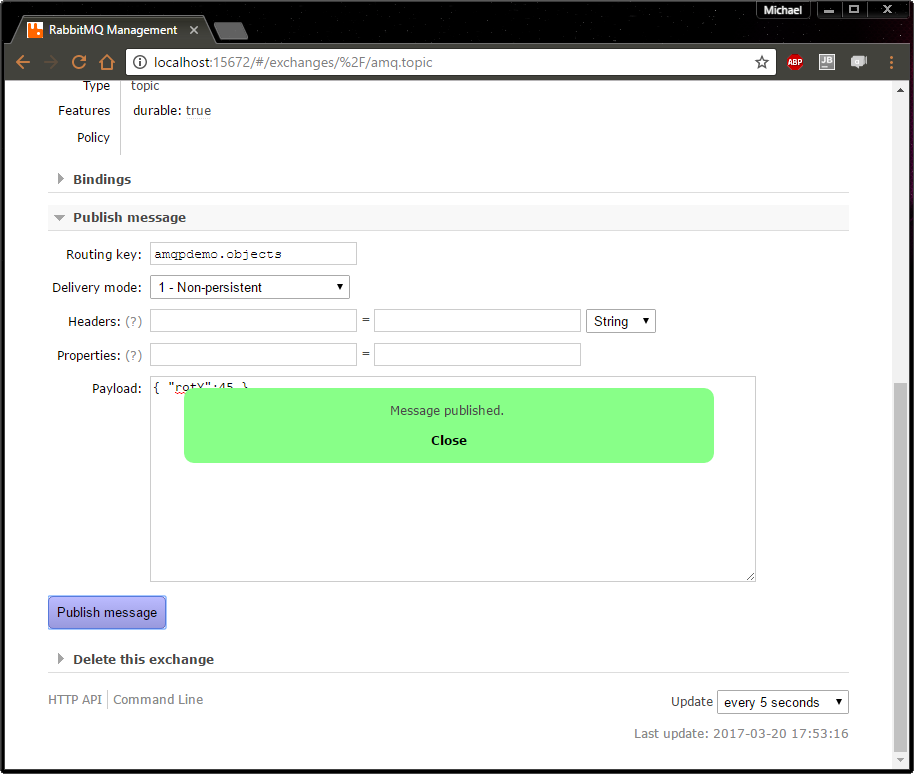 Michael
RabbitMQ Management
localhost:15672/#/exchanges/%2F/amq.topic
ABP
JB
Type topic
Features durable: true
Policy
Bindings
Publish message
Routing key: amqpdemo.objects
Delivery mode: 1 - Non-persistent
Headers: (?) = String
Properties: (?) =
Payload: { "rotY":45 }
Message published.
Close
Publish message
Delete this exchange
HTTP API Command Line Update every 5 seconds
Last update: 2017-03-20 17:53:16